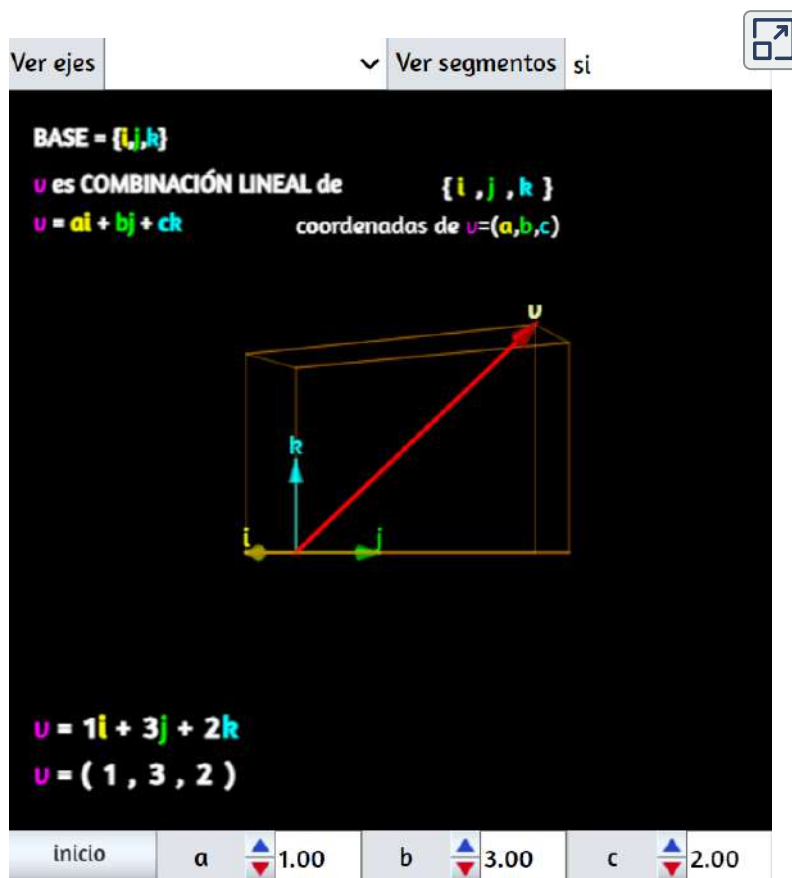 Ver ejes Ver segmentos si
BASE = {i,j,k}
u es COMBINACIÓN LINEAL de { i , j , k }
u = ai + bj + ck coordenadas de u=(a,b,c)
u
k
i j
u = 1i + 3j + 2k
u = ( 1 , 3 , 2 )
inicio a 1.00 b 3.00 c 2.00